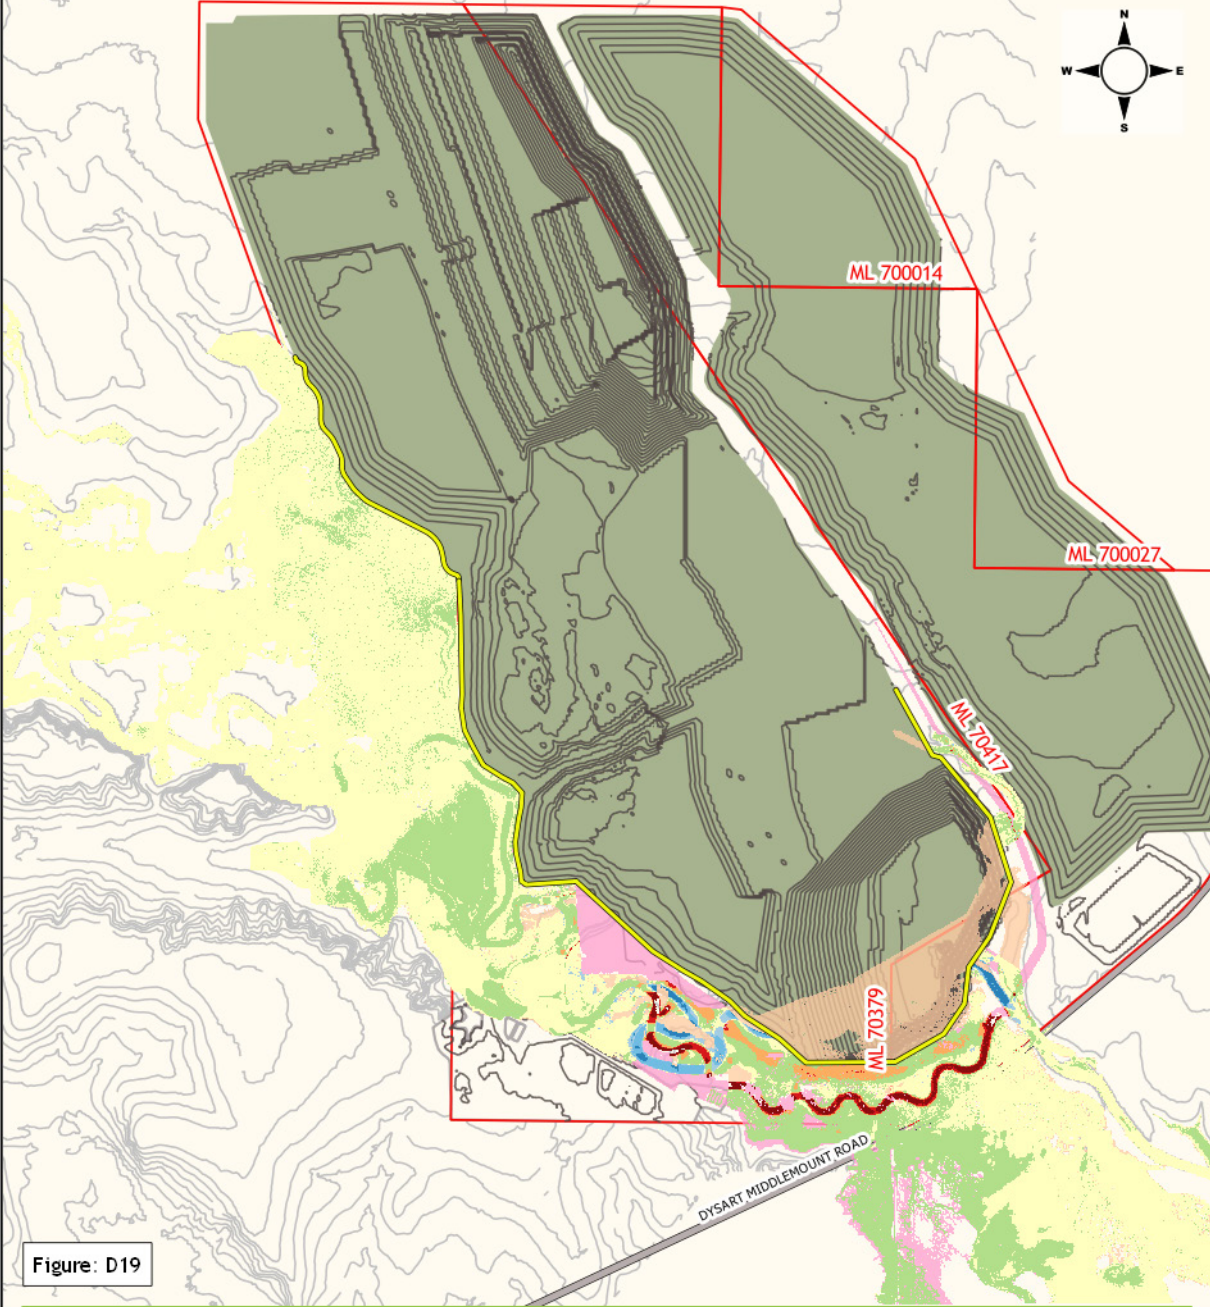 N
W E
S
ML 700014
ML 700027
ML 70417
ML 70379
DYSART MIDDLEMOUNT ROAD
Figure: D19